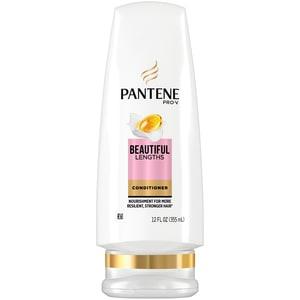 PANTENE
PRO-V
BEAUTIFUL
LENGTHS
CONDITIONER
NOURISHMENT FOR MORE
RESILIENT, STRONGER HAIR*
12 FL OZ (355 mL)